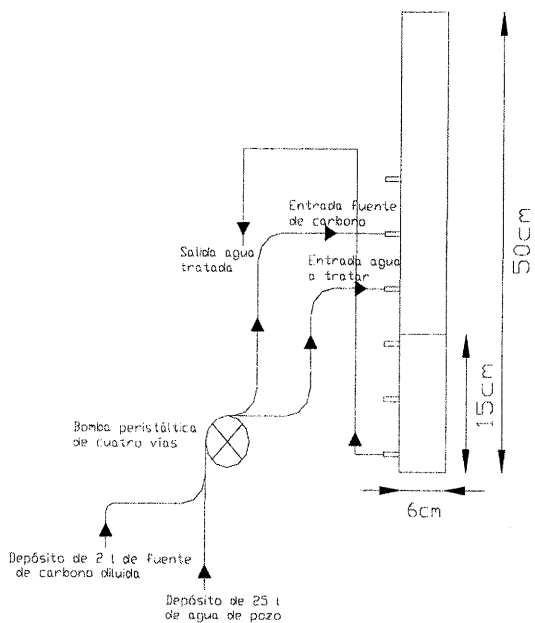 Entrada fuente
de carbono
Salida agua
tratada
Entrada agua
a tratar
50cm
15cm
Bomba peristáltica
de cuatro vías
6cm
Depósito de 2 l de fuente
de carbono diluida
Depósito de 25 l
de agua de pozo